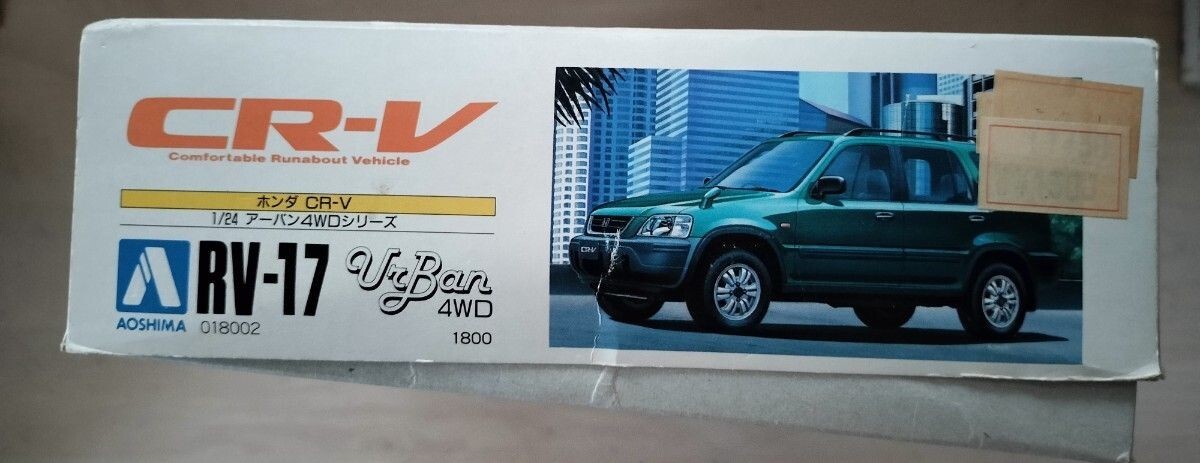 CR-V
Comfortable Runabout Vehicle
ホンダ CR-V
1/24 アーバン4WDシリーズ
AOSHIMA
RV-17
018002
UrBan
4WD
1800
CR-V